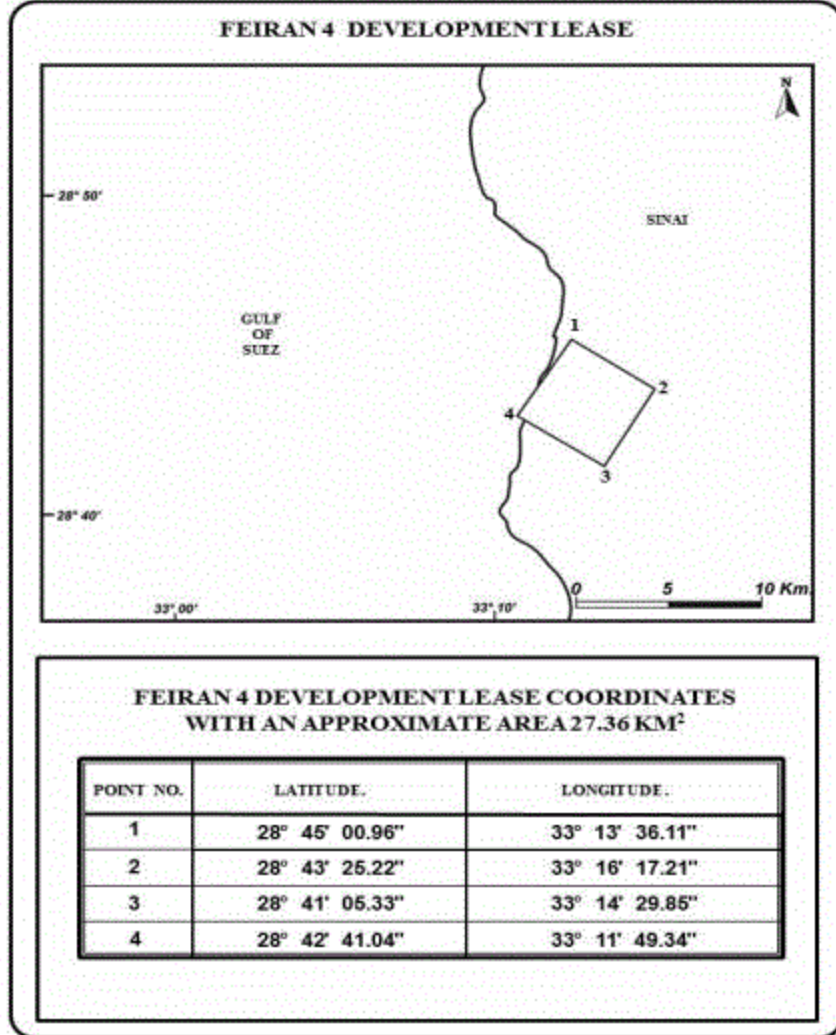 FEIRAN 4 DEVELOPMENT LEASE
N
28° 50'
SINAI
GULF
OF
SUEZ
1
2
4
3
28° 40'
0 5 10 Km.
33° 00' 33° 10'
FEIRAN 4 DEVELOPMENT LEASE COORDINATES
WITH AN APPROXIMATE AREA 27.36 KM²
POINT NO. LATITUDE. LONGITUDE.
1 28° 45' 00.96" 33° 13' 36.11"
2 28° 43' 25.22" 33° 16' 17.21"
3 28° 41' 05.33" 33° 14' 29.85"
4 28° 42' 41.04" 33° 11' 49.34"